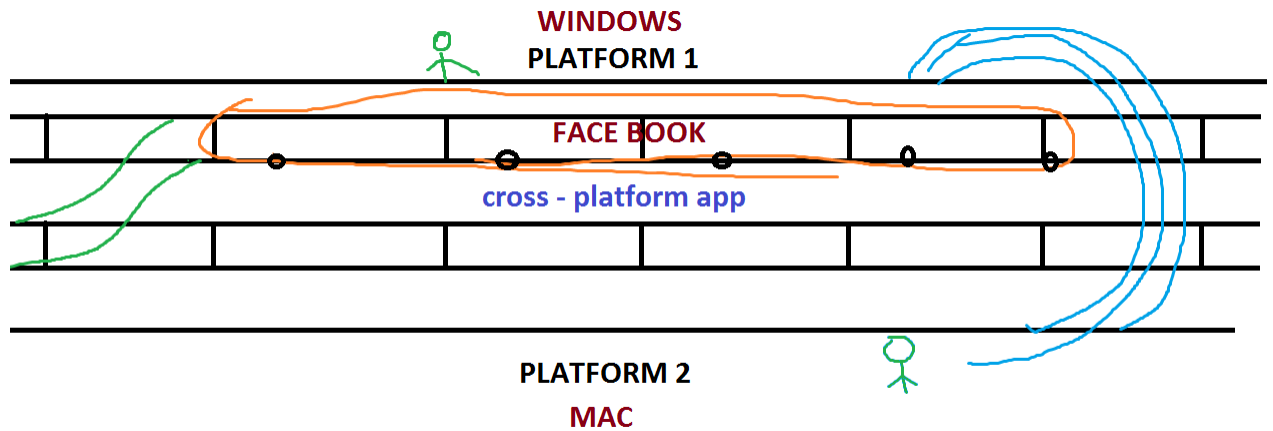 WINDOWS
PLATFORM 1
FACE BOOK
cross - platform app
PLATFORM 2
MAC